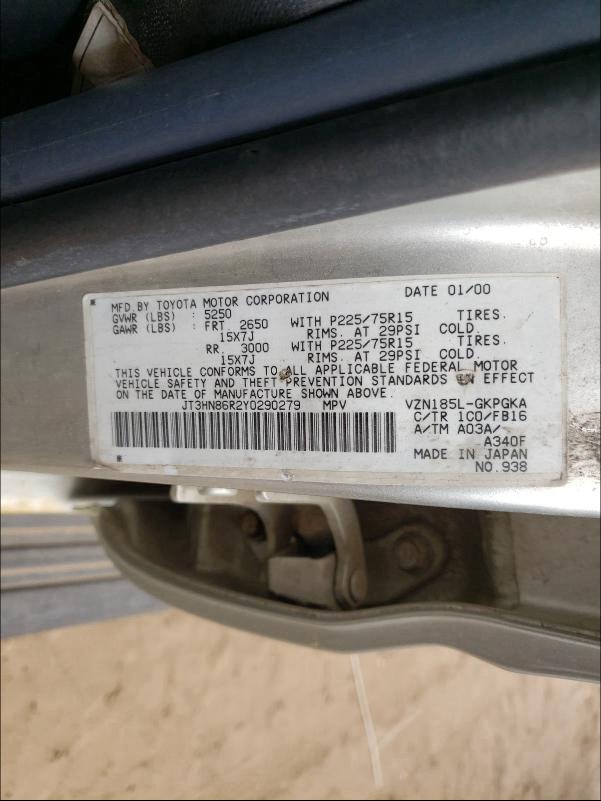 MFD.BY TOYOTA MOTOR CORPORATION DATE 01/00
GVWR (LBS) : 5250
GAWR (LBS) : FRT. 2650 WITH P225/75R15 TIRES.
15X7J RIMS. AT 29PSI COLD.
RR. 3000 WITH P225/75R15 TIRES.
15X7J RIMS. AT 29PSI COLD.
THIS VEHICLE CONFORMS TO ALL APPLICABLE FEDERAL MOTOR
VEHICLE SAFETY AND THEFT PREVENTION STANDARDS IN EFFECT
ON THE DATE OF MANUFACTURE SHOWN ABOVE.
JT3HN86R2Y0290279 MPV VZN185L-GKPGKA
C/TR 1C0/FB16
A/TM A03A/
A340F
MADE IN JAPAN
NO.938